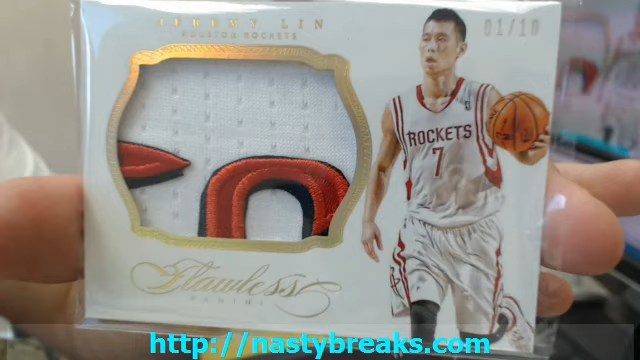 JEREMY LIN
HOUSTON ROCKETS
01/10
ROCKETS
7
Flawless
PANINI
http://nastybreaks.com